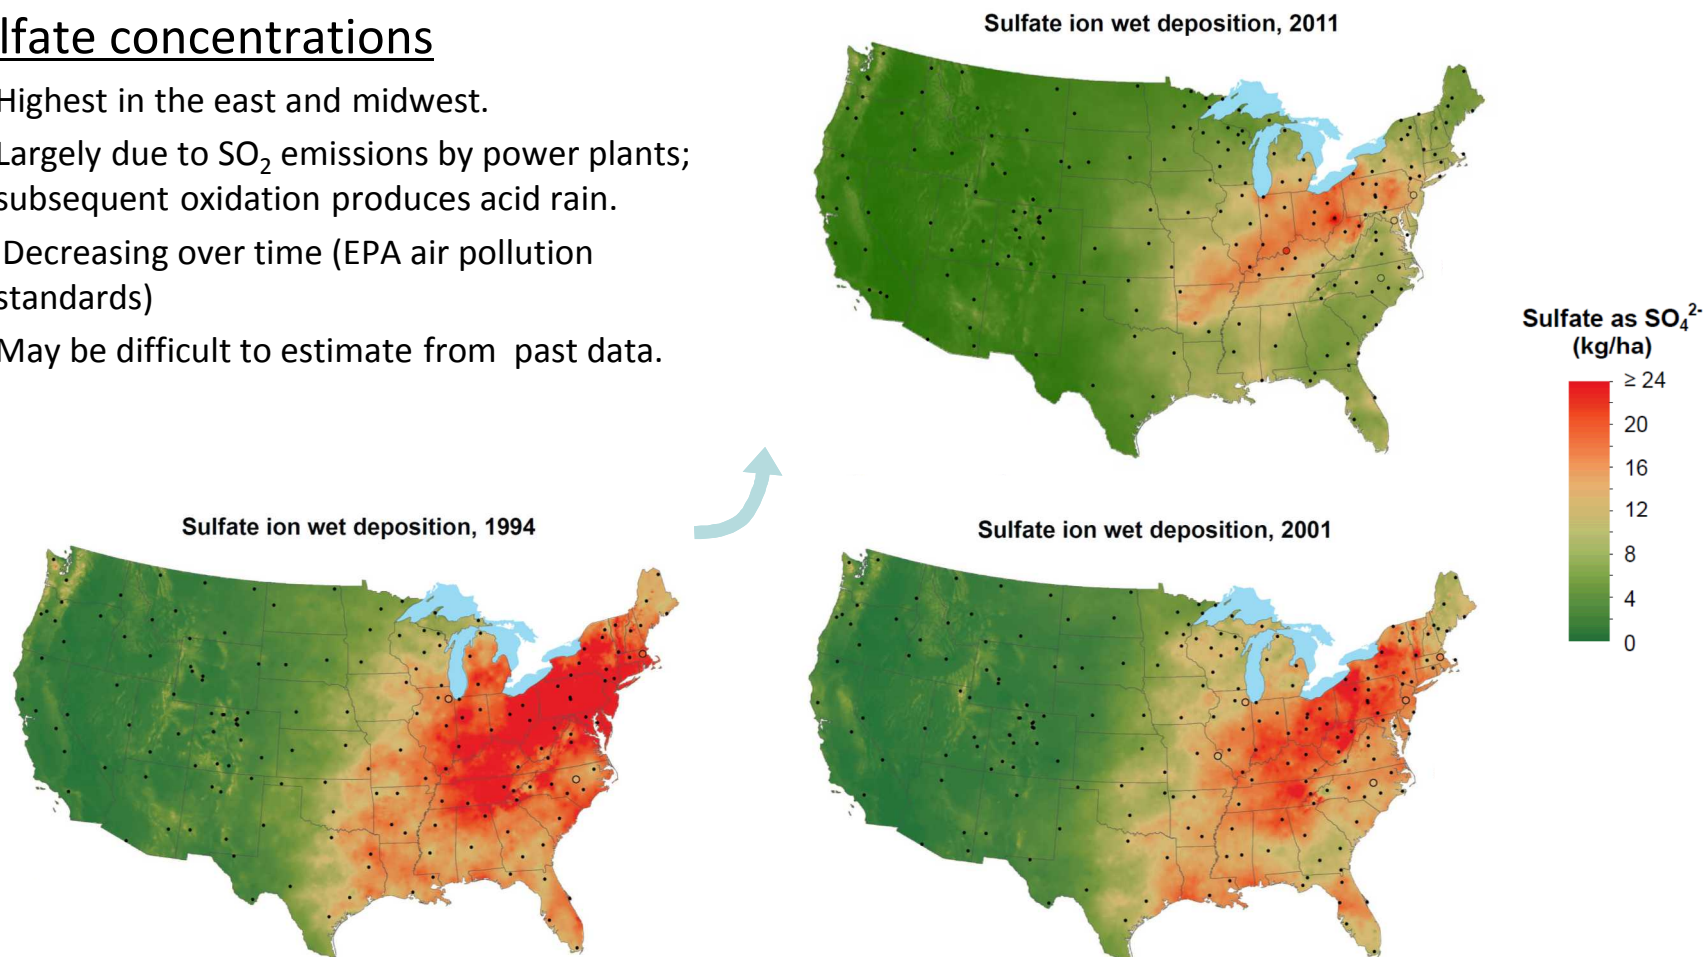 lfate concentrations
Highest in the east and midwest.
Largely due to SO₂ emissions by power plants;
subsequent oxidation produces acid rain.
Decreasing over time (EPA air pollution
standards)
May be difficult to estimate from past data.
Sulfate ion wet deposition, 2011
Sulfate as SO₄²⁻
(kg/ha)
≥ 24
20
16
12
8
4
0
Sulfate ion wet deposition, 1994
Sulfate ion wet deposition, 2001